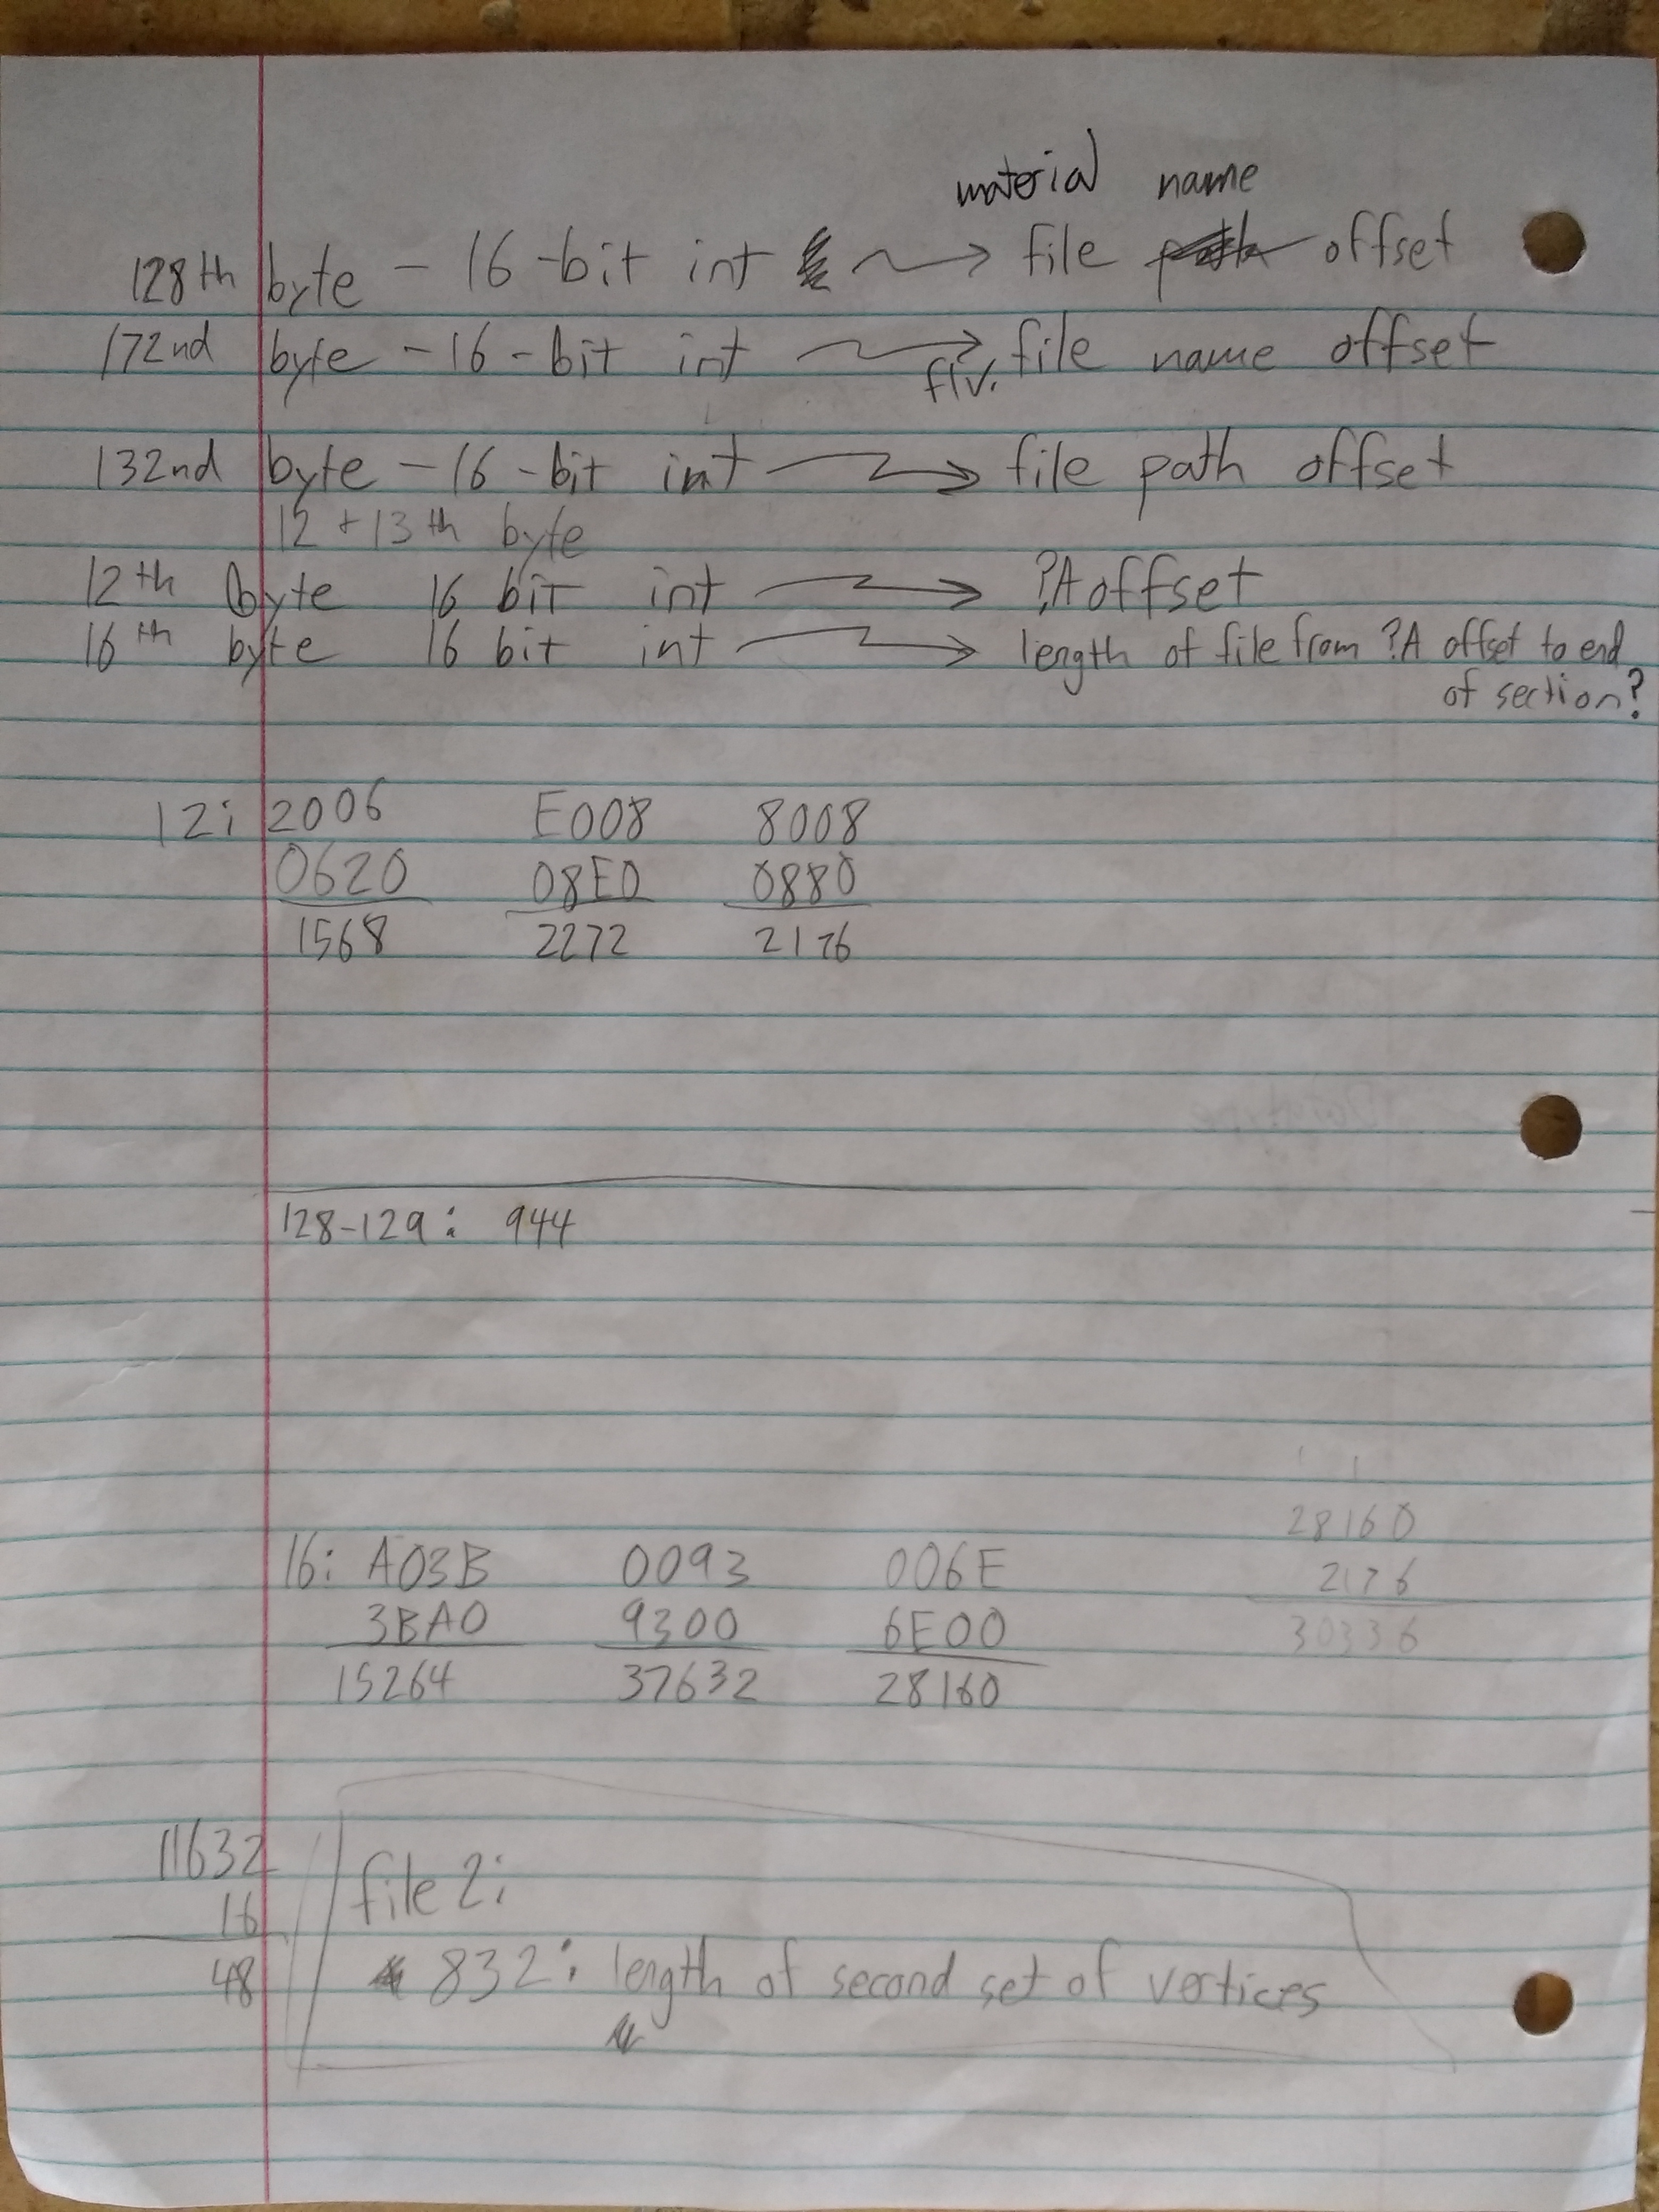 material name
128th byte - 16-bit int → file offset
172nd byte - 16-bit int → file name offset
132nd byte - 16-bit int → file path offset
12 + 13th byte
12th byte 16 bit int → ?A offset
16th byte 16 bit int → length of file from ?A offset to end
of section?
12: 2006 E008 8008
0620 08E0 0880
1568 2272 2176
128-129: 944
28160
16: A03B 0093 006E 2176
3BA0 9300 6E00 30336
15264 37632 28160
11632
file 2:
16
832: length of second set of vertices
48